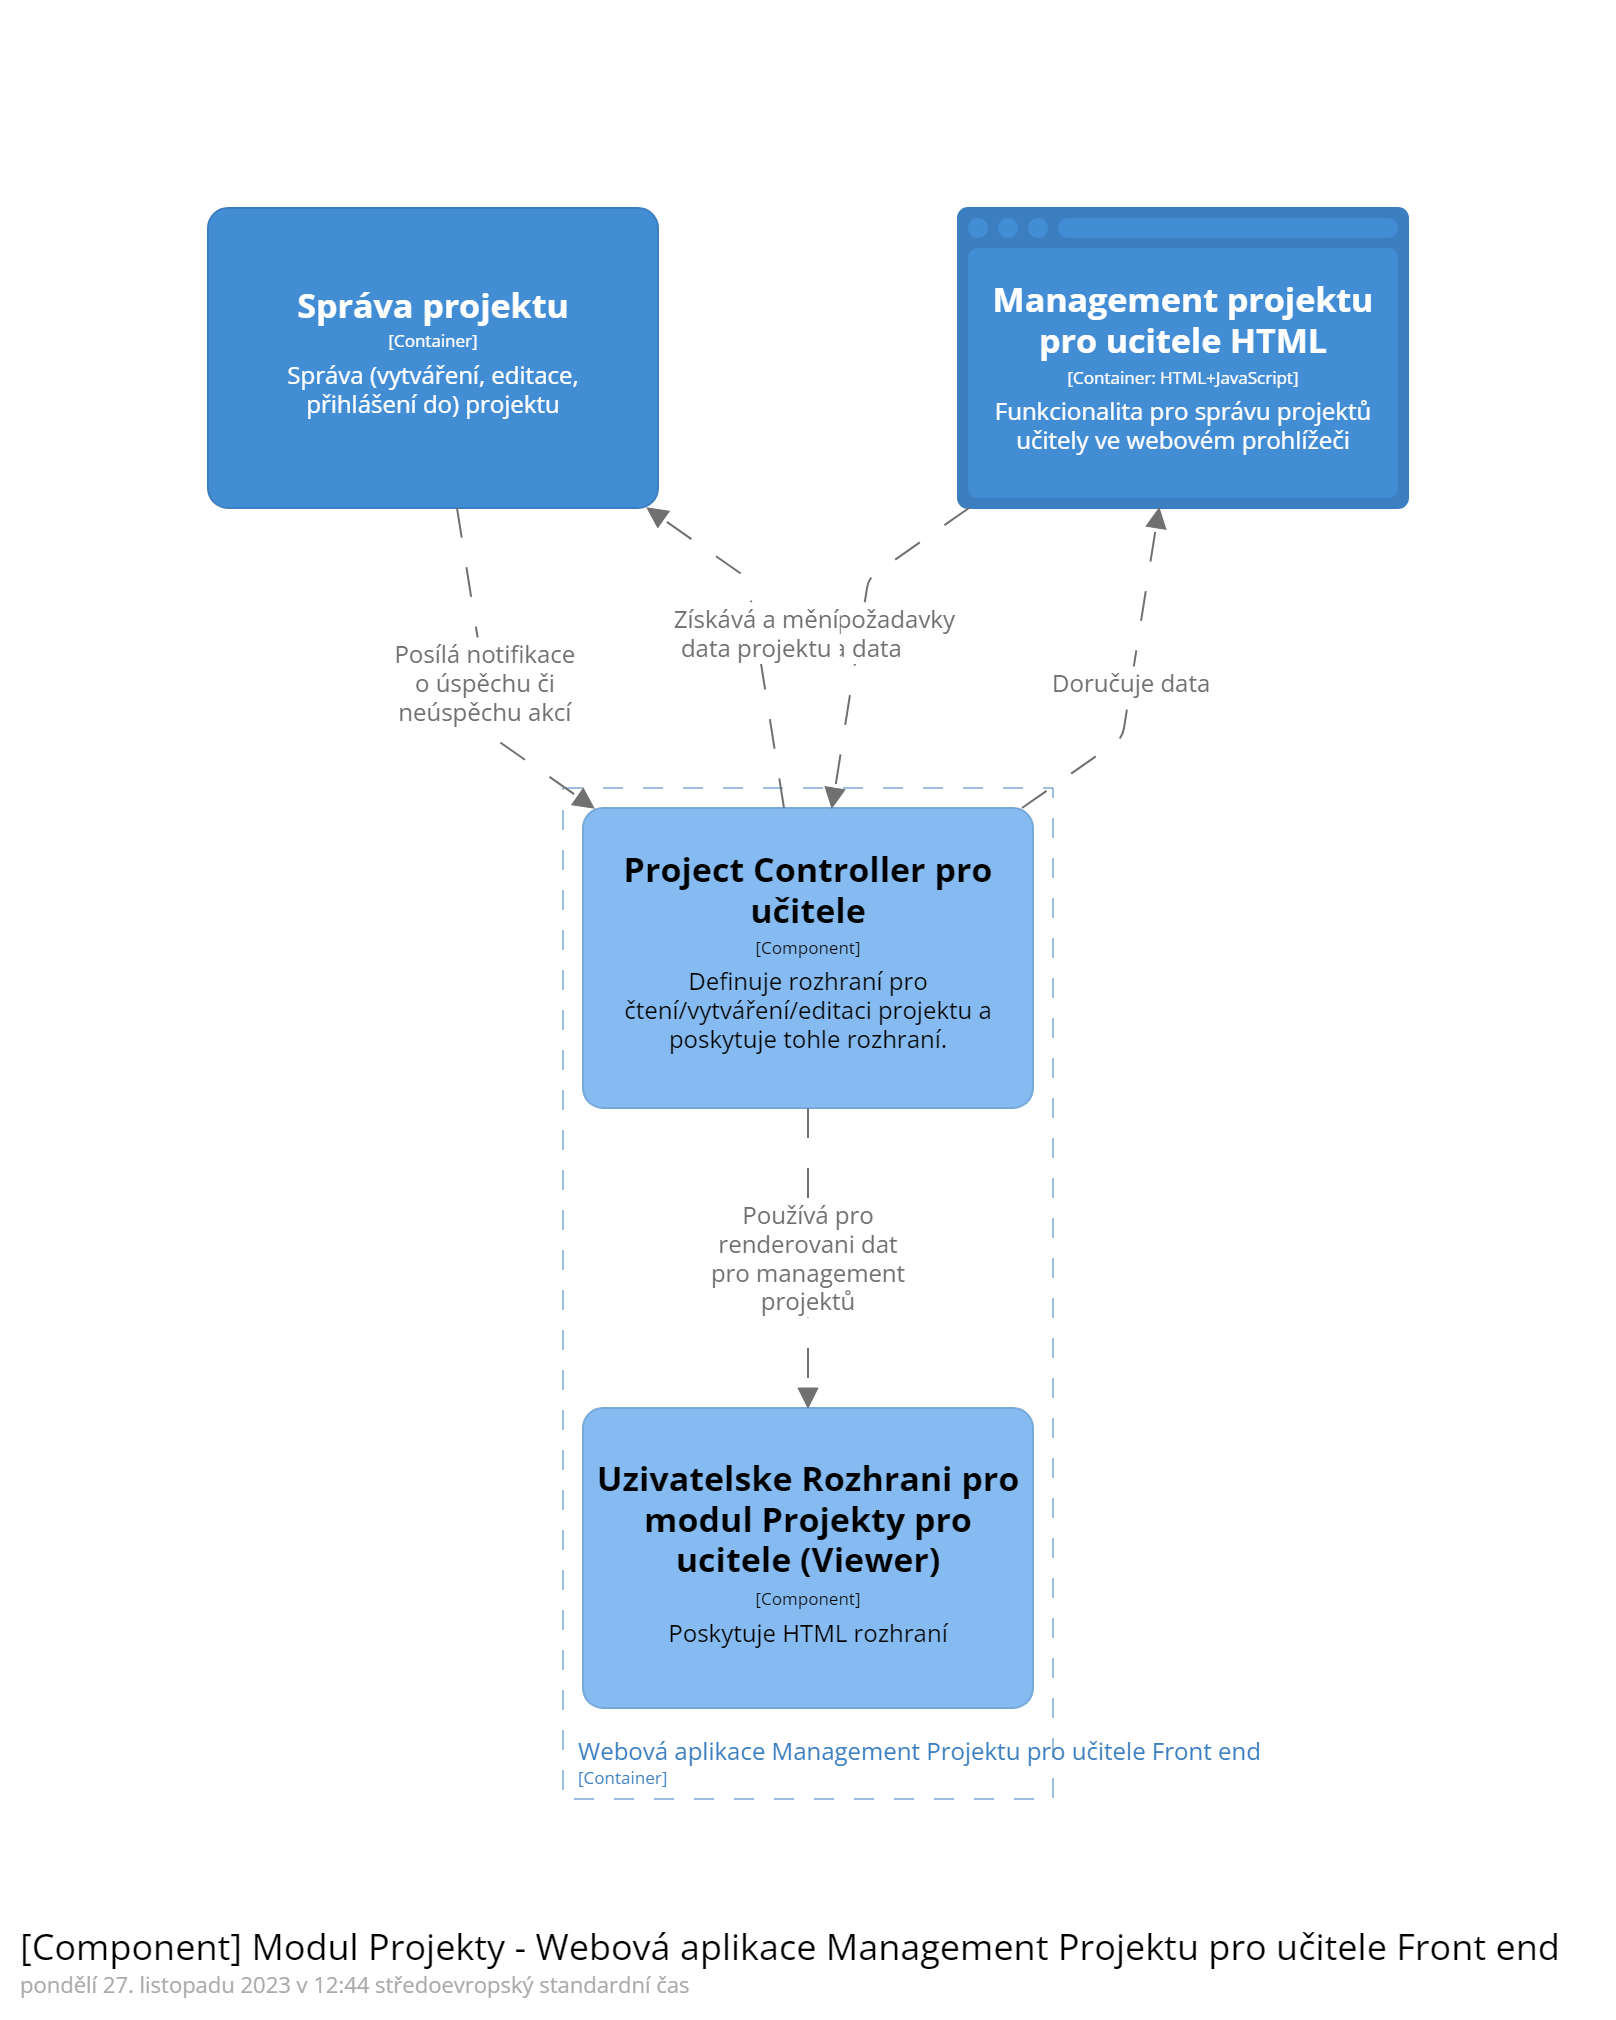 Správa projektu
[Container]
Správa (vytváření, editace,
přihlášení do) projektu
Management projektu
pro ucitele HTML
[Container: HTML+JavaScript]
Funkcionalita pro správu projektů
učitely ve webovém prohlížeči
Posílá notifikace
o úspěchu či
neúspěchu akcí
Získává a mění
data projektu
požadavky
a data
Doručuje data
Project Controller pro
učitele
[Component]
Definuje rozhraní pro
čtení/vytváření/editaci projektu a
poskytuje tohle rozhraní.
Používá pro
renderovani dat
pro management
projektů
Uzivatelske Rozhrani pro
modul Projekty pro
ucitele (Viewer)
[Component]
Poskytuje HTML rozhraní
Webová aplikace Management Projektu pro učitele Front end
[Container]
[Component] Modul Projekty - Webová aplikace Management Projektu pro učitele Front end
pondělí 27. listopadu 2023 v 12:44 středoevropský standardní čas